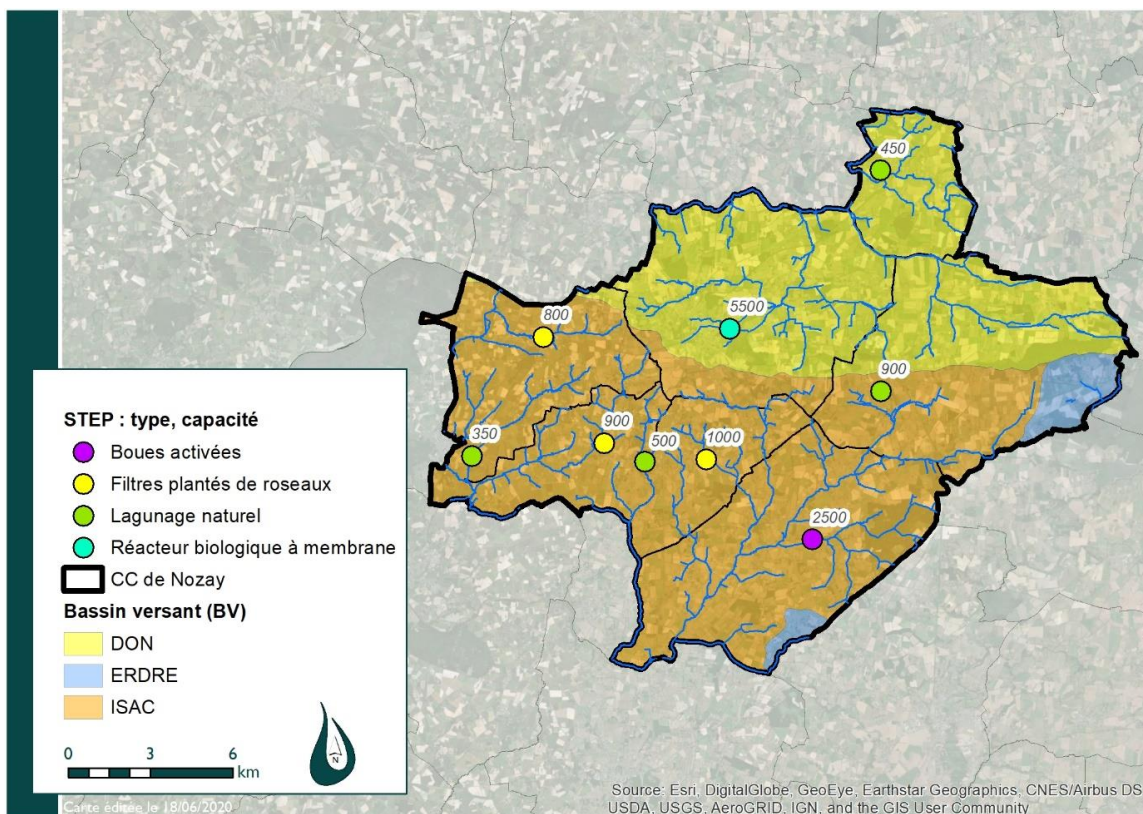 450
5500
800
900
900
500
1000
350
2500
STEP : type, capacité
Boues activées
Filtres plantés de roseaux
Lagunage naturel
Réacteur biologique à membrane
CC de Nozay
Bassin versant (BV)
DON
ERDRE
ISAC
0 3 6
km
N
Carte éditée le 18/06/2020
Source: Esri, DigitalGlobe, GeoEye, Earthstar Geographics, CNES/Airbus DS
USDA, USGS, AeroGRID, IGN, and the GIS User Community